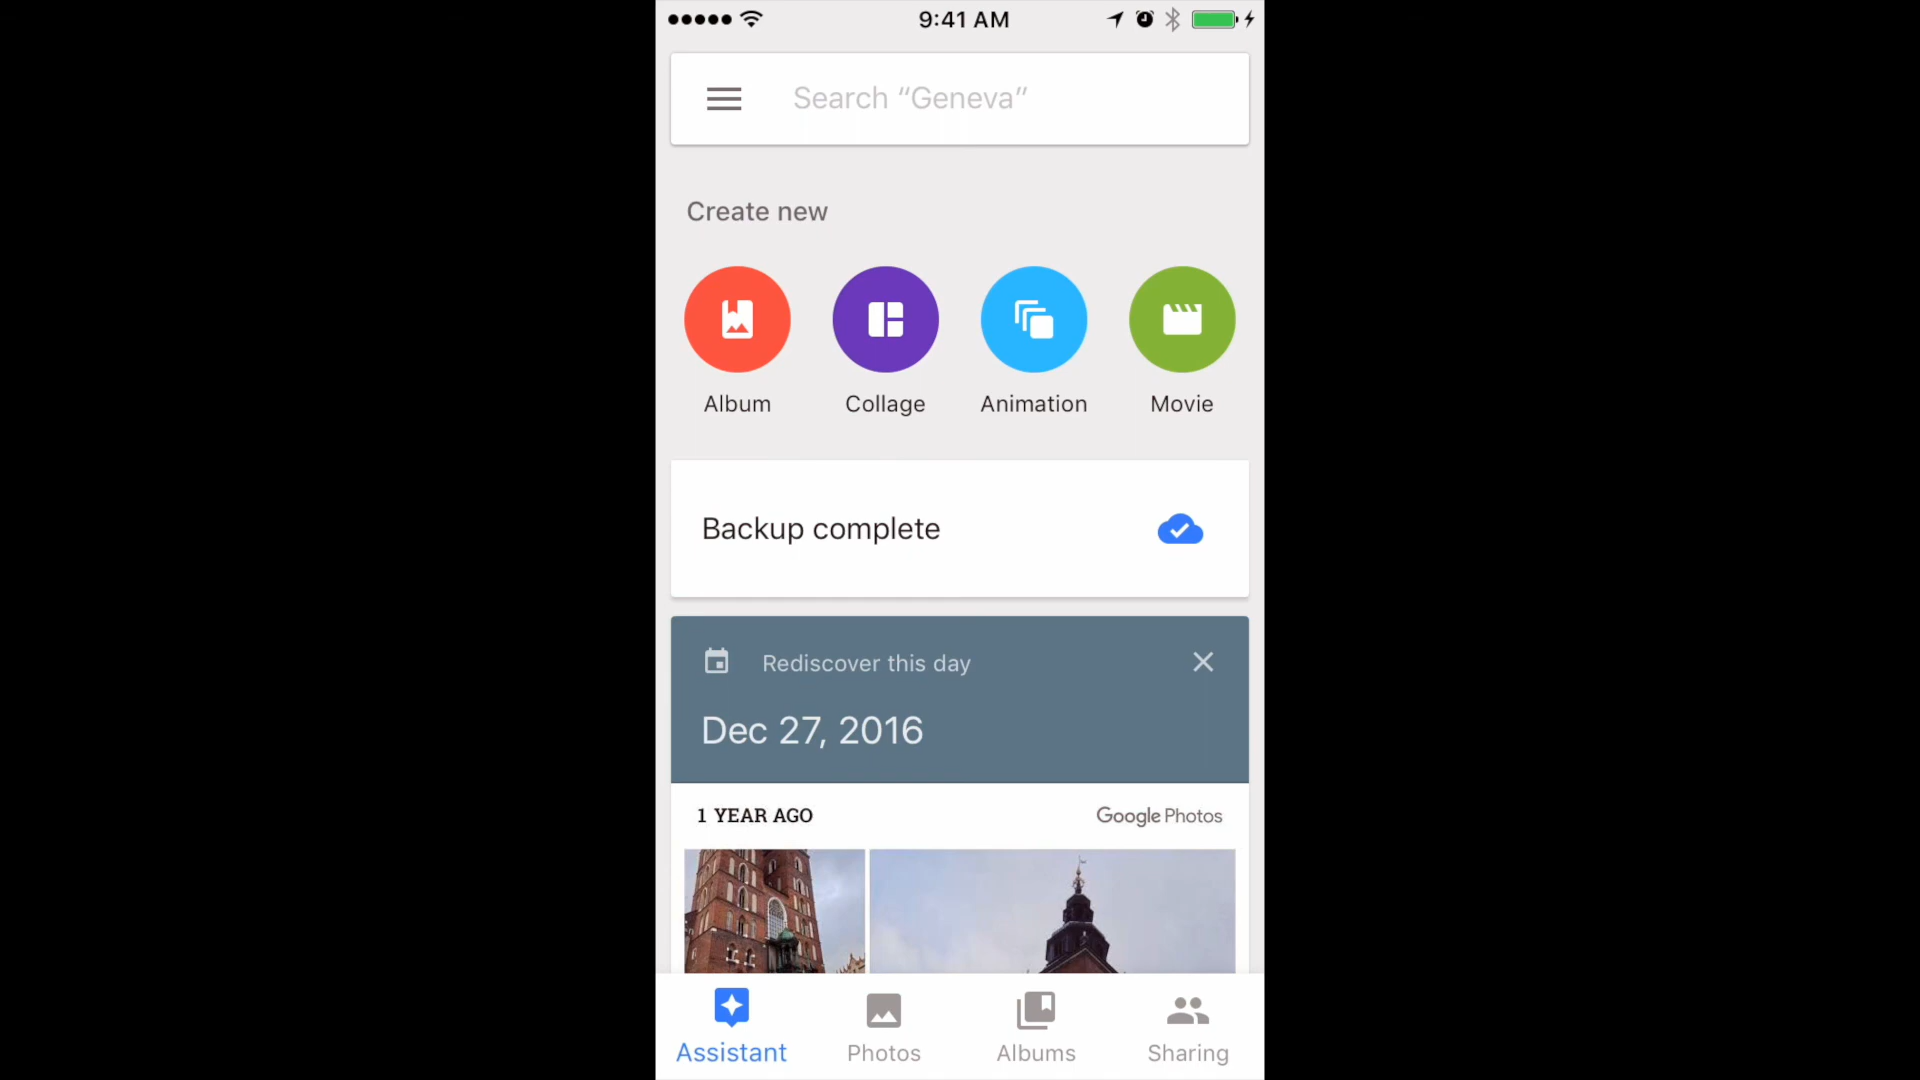 9:41 AM
Search “Geneva”
Create new
Album Collage Animation Movie
Backup complete
Rediscover this day
Dec 27, 2016
1 YEAR AGO Google Photos
Assistant Photos Albums Sharing